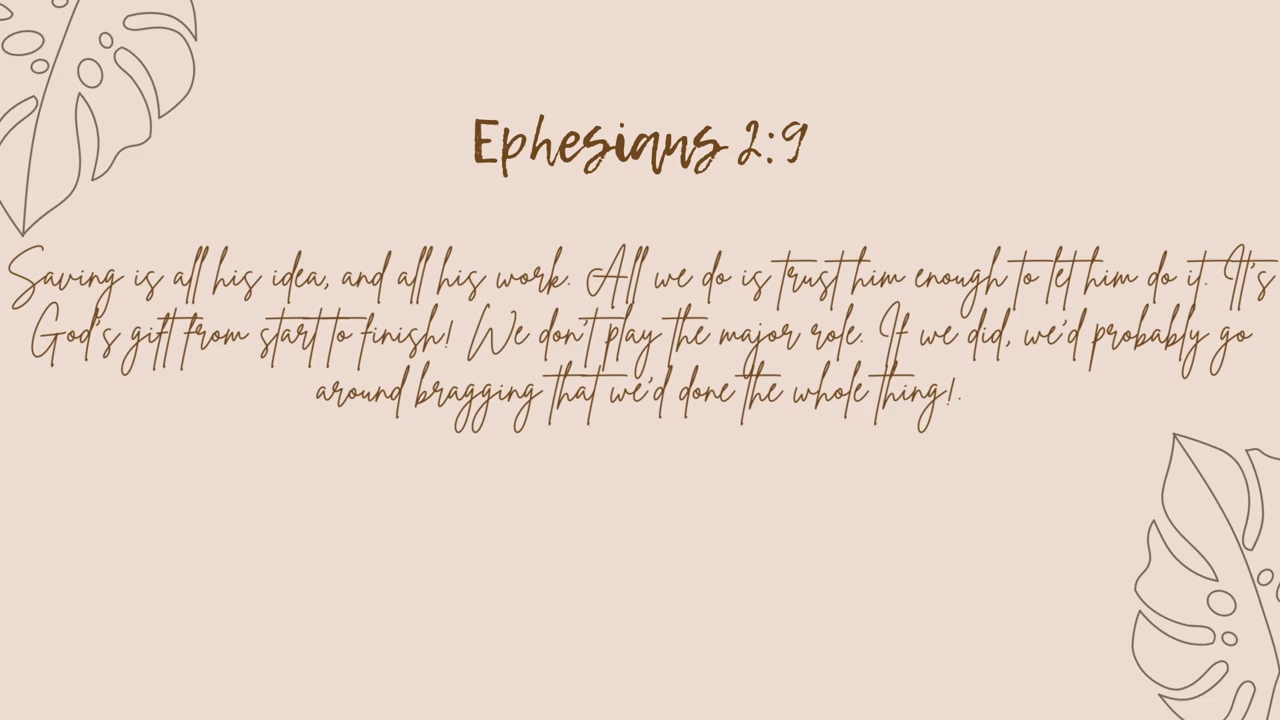 Ephesians 2:9
Saving is all his idea, and all his work. All we do is trust him enough to let him do it. It's
God's gift from start to finish! We don't play the major role. If we did, we'd probably go
around bragging that we'd done the whole thing!.